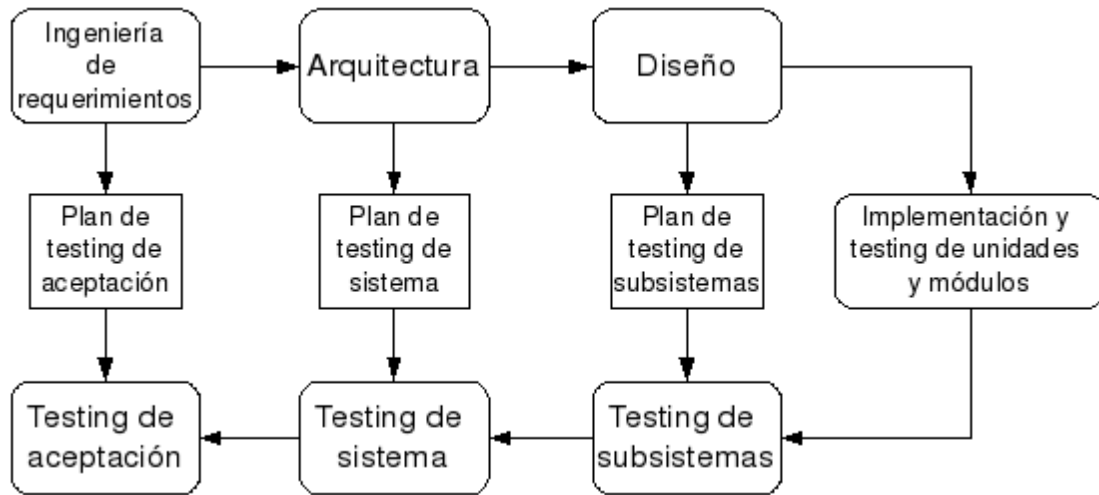 Ingeniería
de
requerimientos
Arquitectura
Diseño
Plan de
testing de
aceptación
Plan de
testing de
sistema
Plan de
testing de
subsistemas
Implementación y
testing de unidades
y módulos
Testing de
aceptación
Testing de
sistema
Testing de
subsistemas